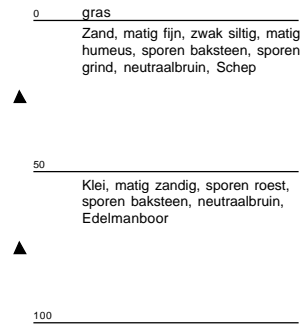 0 gras
Zand, matig fijn, zwak siltig, matig
humeus, sporen baksteen, sporen
grind, neutraalbruin, Schep
50
Klei, matig zandig, sporen roest,
sporen baksteen, neutraalbruin,
Edelmanboor
100